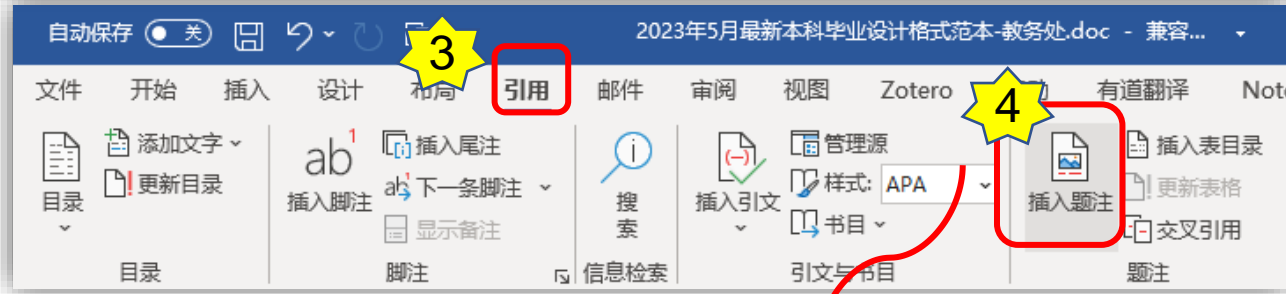 自动保存 关 2023年5月最新本科毕业设计格式范本-教务处.doc - 兼容...
3
文件 开始 插入 设计 布局 引用 邮件 审阅 视图 Zotero 有道翻译 Note
4
添加文字 插入尾注 管理源 插入表目录
更新目录 下一条脚注 样式: APA 更新表格
目录 ab1 插入脚注 搜索 插入引文 插入题注
显示备注 书目 交叉引用
目录 脚注 信息检索 引文与书目 题注